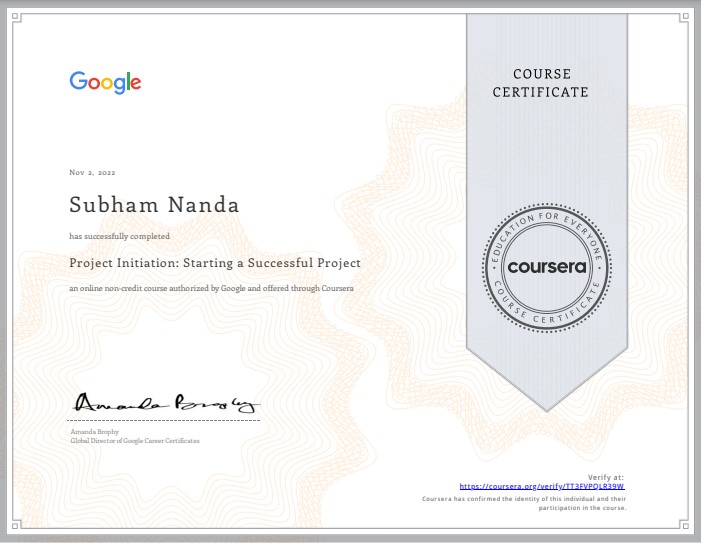 Google
COURSE
CERTIFICATE
Nov 2, 2022
Subham Nanda
has successfully completed
Project Initiation: Starting a Successful Project
an online non-credit course authorized by Google and offered through Coursera
EDUCATION FOR EVERYONE
coursera
COURSE CERTIFICATE
Amanda Brophy
Amanda Brophy
Global Director of Google Career Certificates
Verify at:
https://coursera.org/verify/TT3FVPQLR39W
Coursera has confirmed the identity of this individual and their
participation in the course.